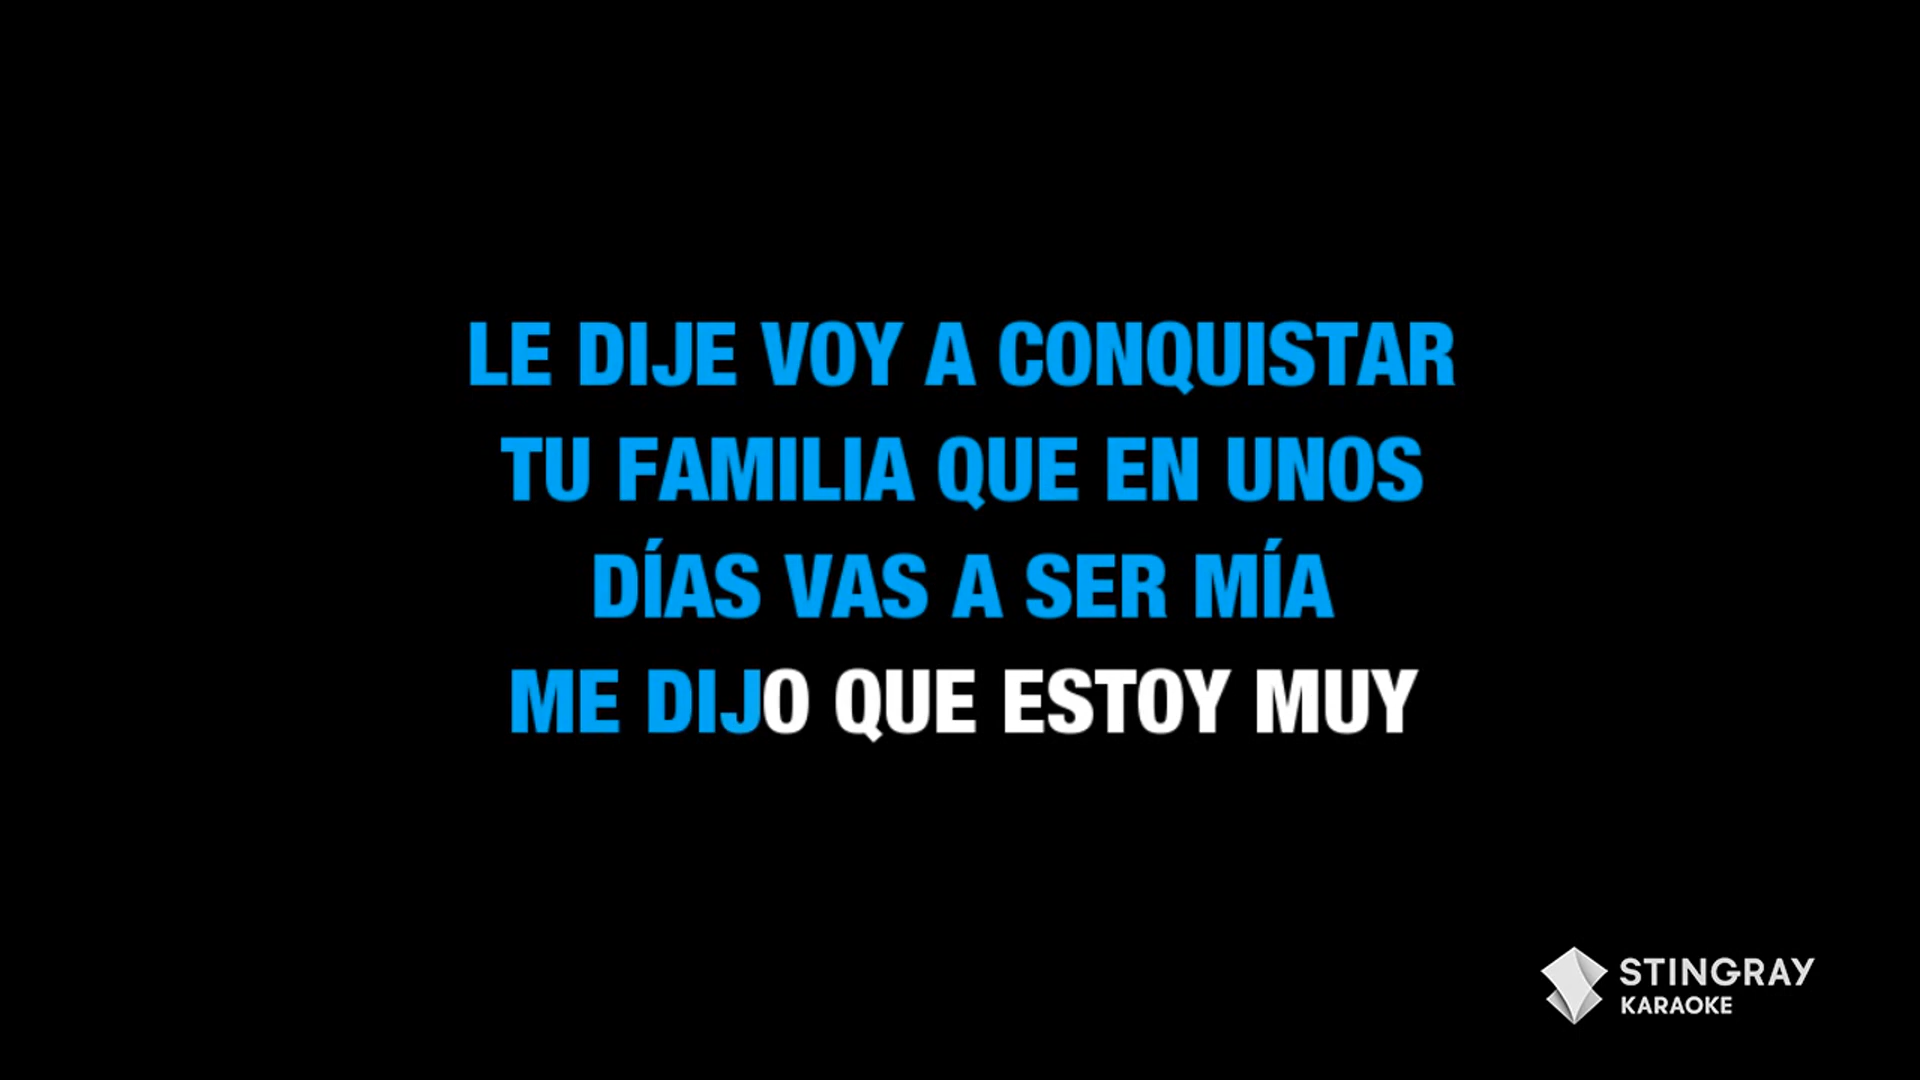 LE DIJE VOY A CONQUISTAR
TU FAMILIA QUE EN UNOS
DÍAS VAS A SER MÍA
ME DIJO QUE ESTOY MUY
STINGRAY
KARAOKE